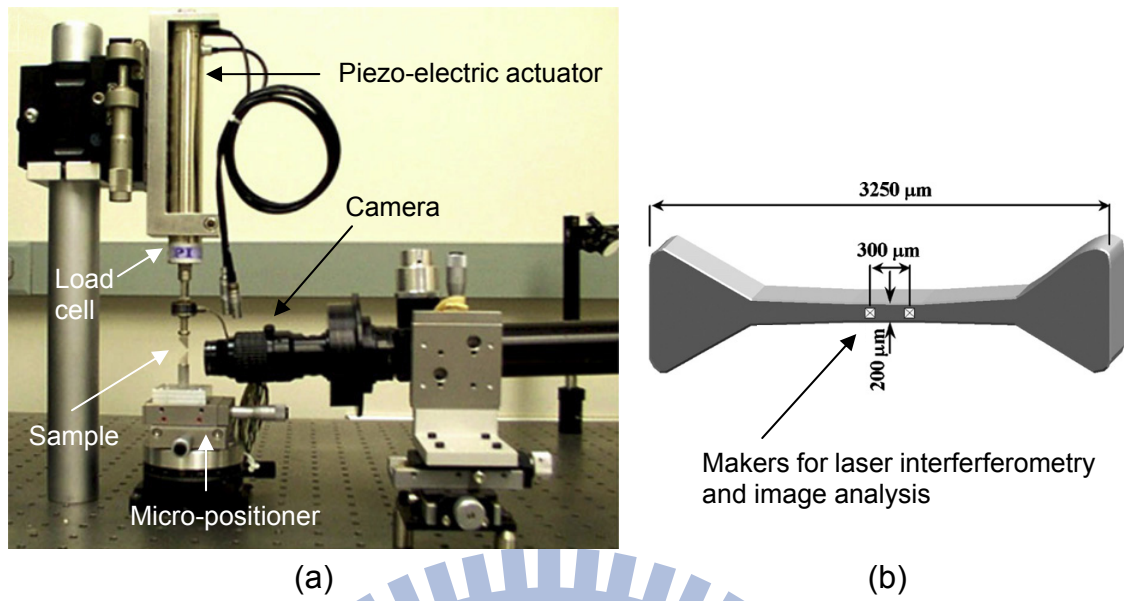 Piezo-electric actuator
Camera
PI
Load
cell
Sample
Micro-positioner
(a)
3250 μm
300 μm
200 μm
Makers for laser interferferometry
and image analysis
(b)